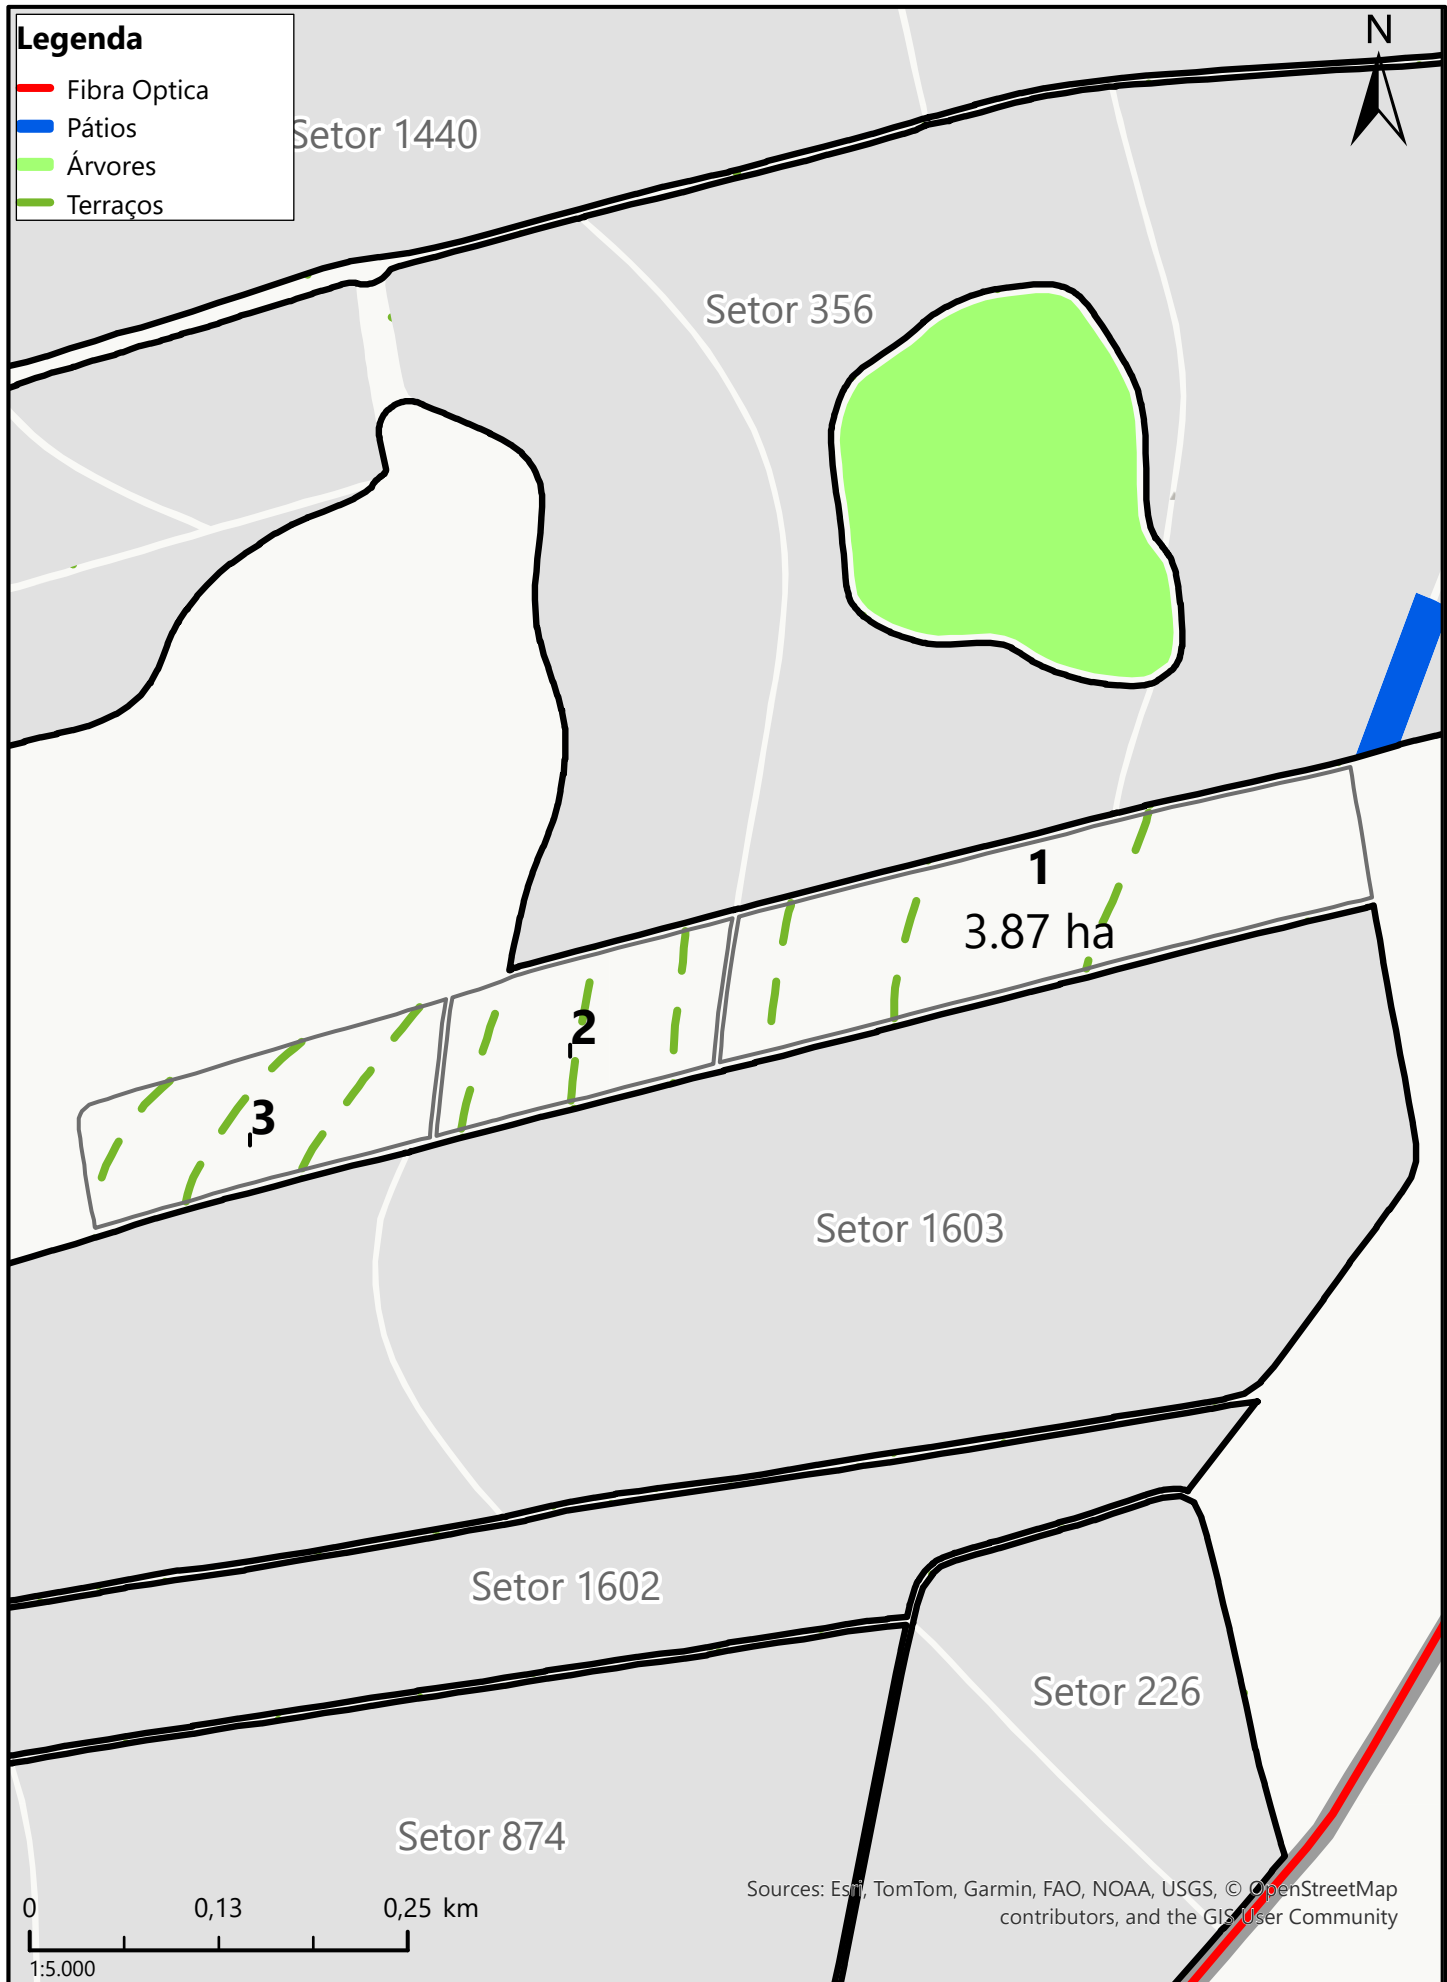 Legenda
Fibra Optica
Pátios
Árvores
Terraços
N
Setor 1440
Setor 356
1
3.87 ha
2
3
Setor 1603
Setor 1602
Setor 226
Setor 874
Sources: Esri, TomTom, Garmin, FAO, NOAA, USGS, © OpenStreetMap
contributors, and the GIS User Community
0 0,13 0,25 km
1:5.000